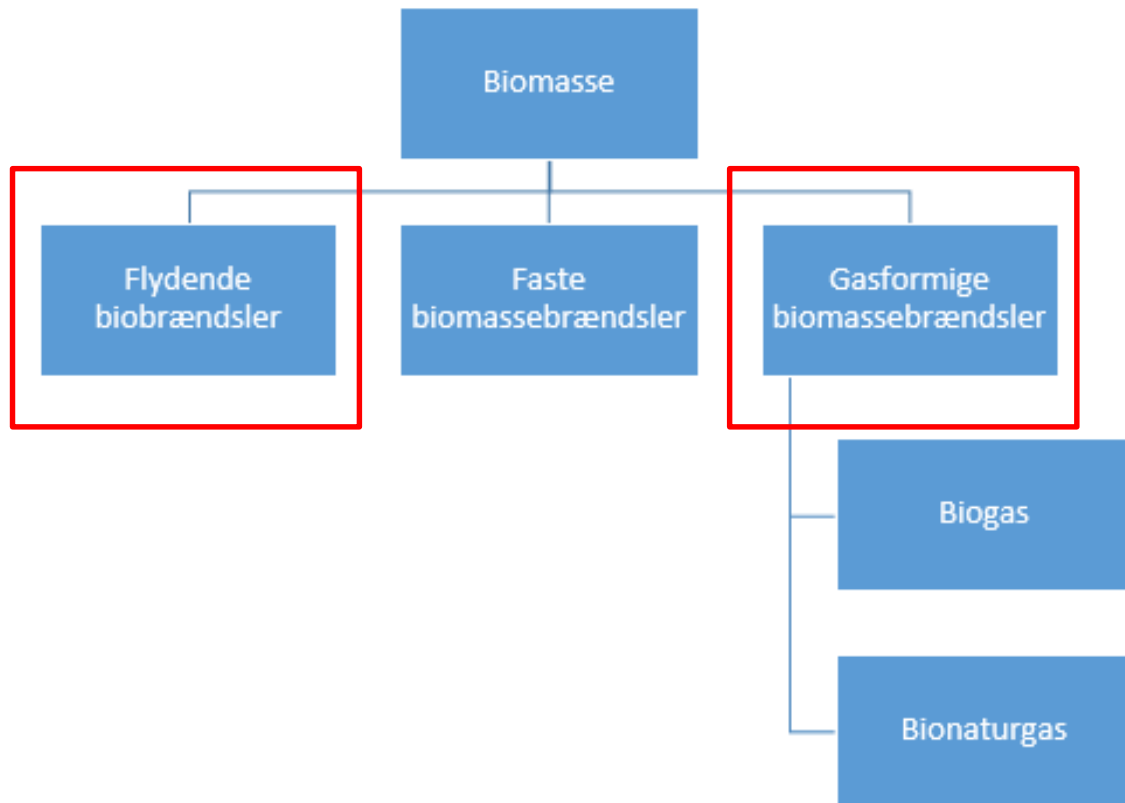 Biomasse
Flydende
biobrændsler
Faste
biomassebrændsler
Gasformige
biomassebrændsler
Biogas
Bionaturgas